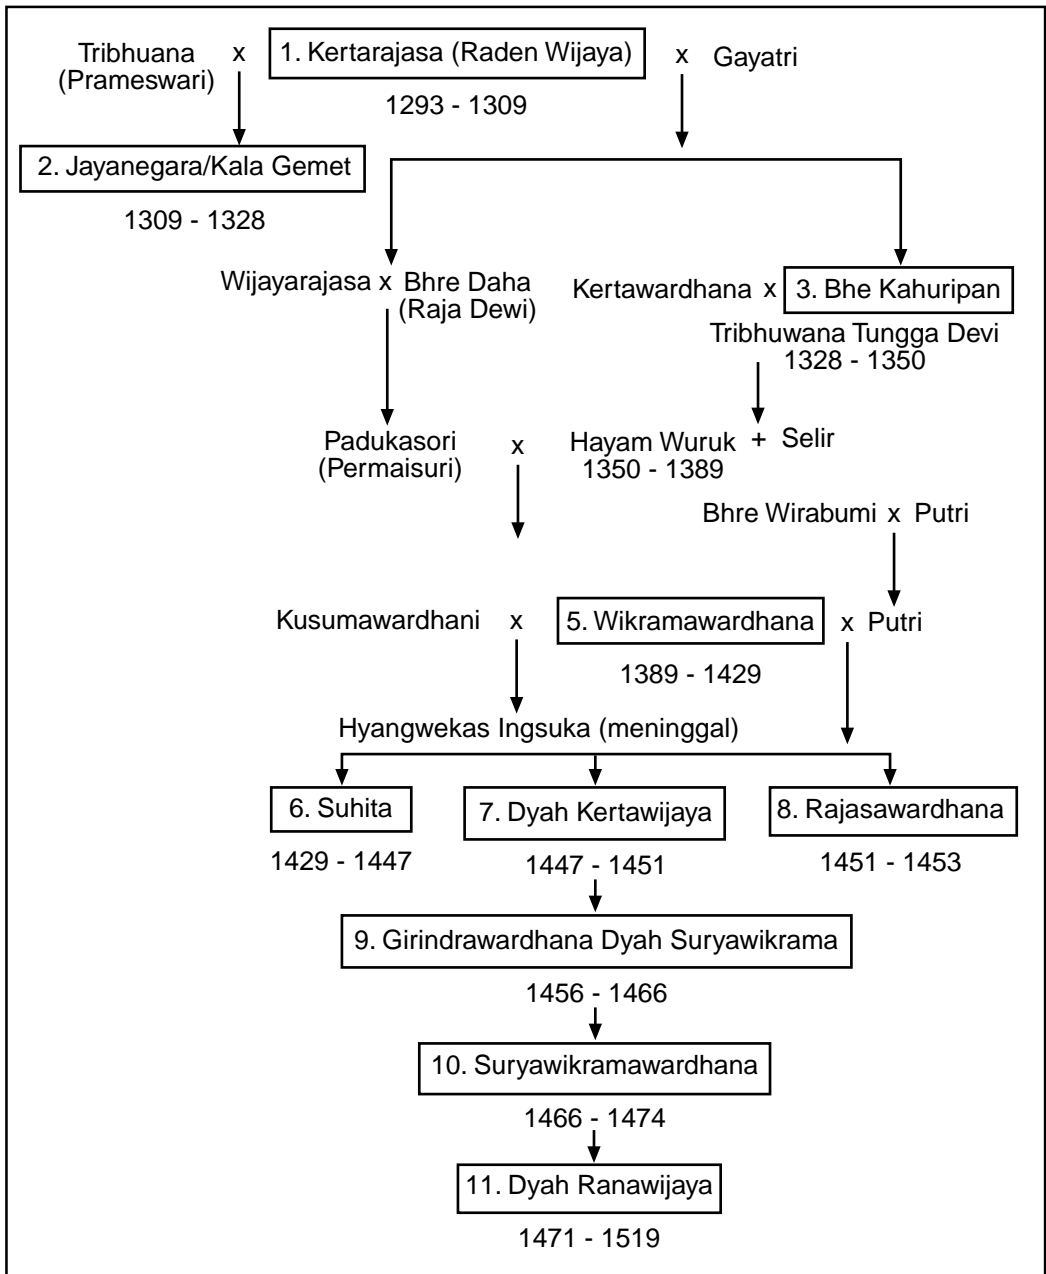 Tribhuana x 1. Kertarajasa (Raden Wijaya) x Gayatri
(Prameswari)
1293 - 1309
2. Jayanegara/Kala Gemet
1309 - 1328
Wijayarajasa x Bhre Daha
(Raja Dewi)
Kertawardhana x 3. Bhe Kahuripan
Tribhuwana Tungga Devi
1328 - 1350
Padukasori x Hayam Wuruk + Selir
(Permaisuri) 1350 - 1389
Bhre Wirabumi x Putri
Kusumawardhani x 5. Wikramawardhana x Putri
1389 - 1429
Hyangwekas Ingsuka (meninggal)
6. Suhita 7. Dyah Kertawijaya 8. Rajasawardhana
1429 - 1447 1447 - 1451 1451 - 1453
9. Girindrawardhana Dyah Suryawikrama
1456 - 1466
10. Suryawikramawardhana
1466 - 1474
11. Dyah Ranawijaya
1471 - 1519